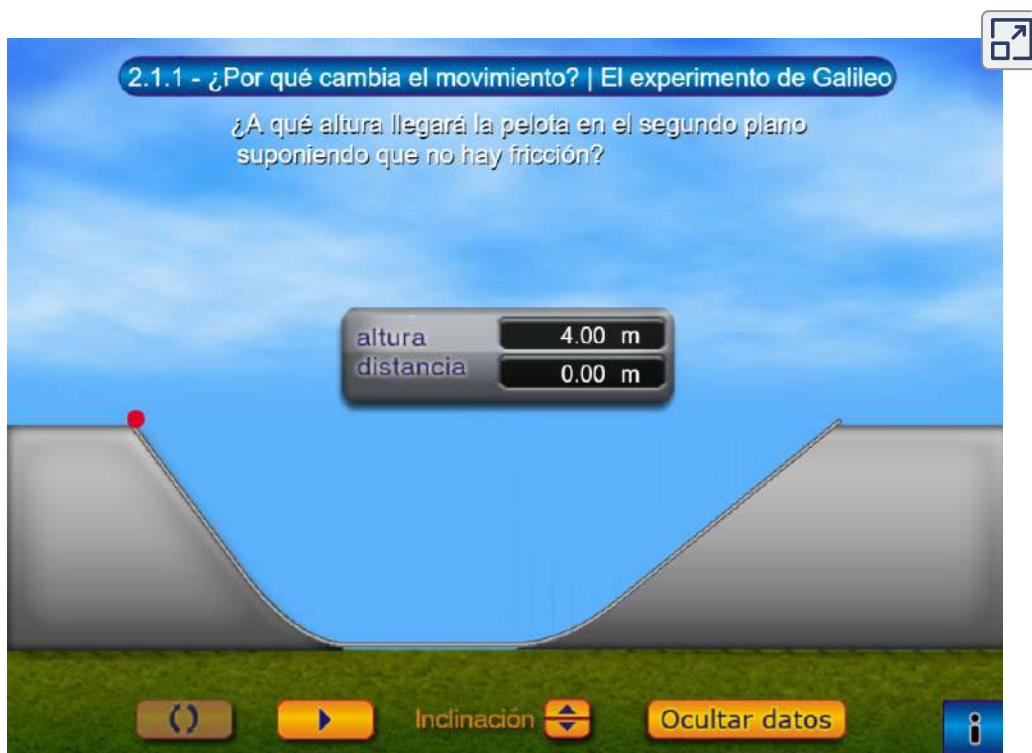 2.1.1 - ¿Por qué cambia el movimiento? | El experimento de Galileo
¿A qué altura llegará la pelota en el segundo plano
suponiendo que no hay fricción?
altura 4.00 m
distancia 0.00 m
Inclinación
Ocultar datos
i